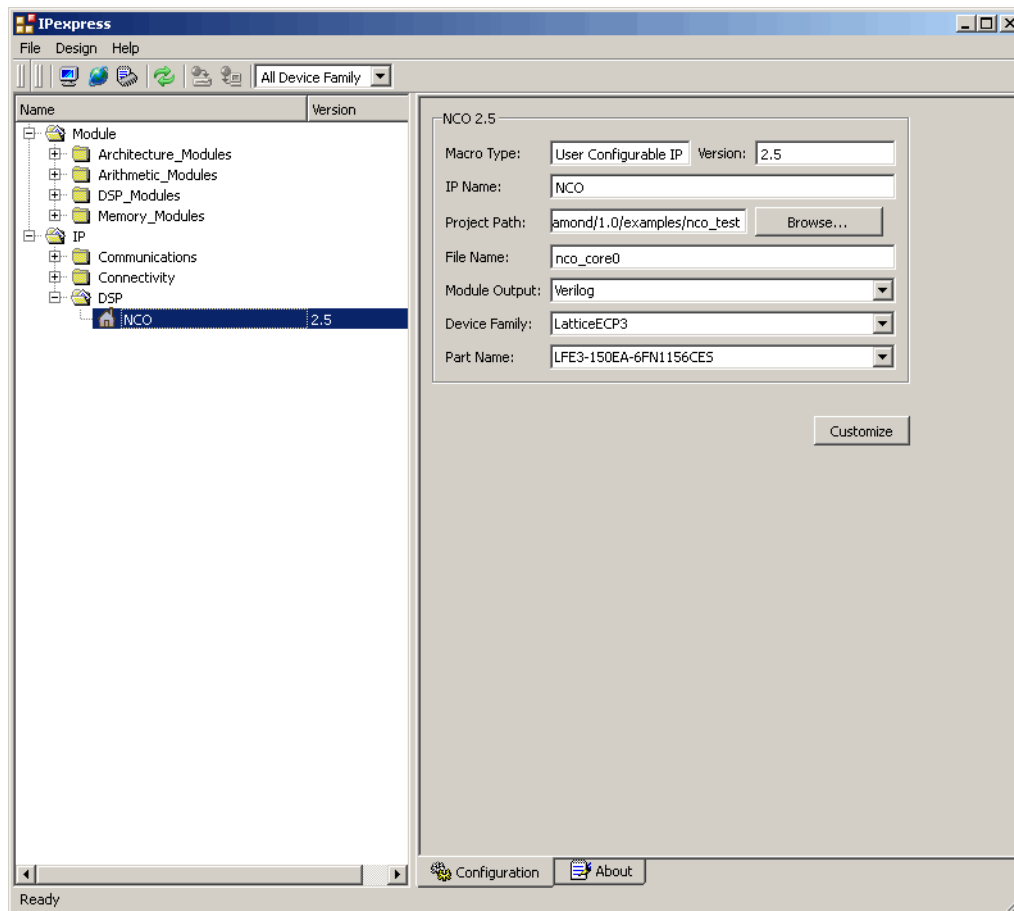 IPexpress
File Design Help
All Device Family
Name Version
Module
Architecture_Modules
Arithmetic_Modules
DSP_Modules
Memory_Modules
IP
Communications
Connectivity
DSP
NCO 2.5
NCO 2.5
Macro Type: User Configurable IP Version: 2.5
IP Name: NCO
Project Path: amond/1.0/examples/nco_test Browse...
File Name: nco_core0
Module Output: Verilog
Device Family: LatticeECP3
Part Name: LFE3-150EA-6FN1156CES
Customize
Configuration About
Ready